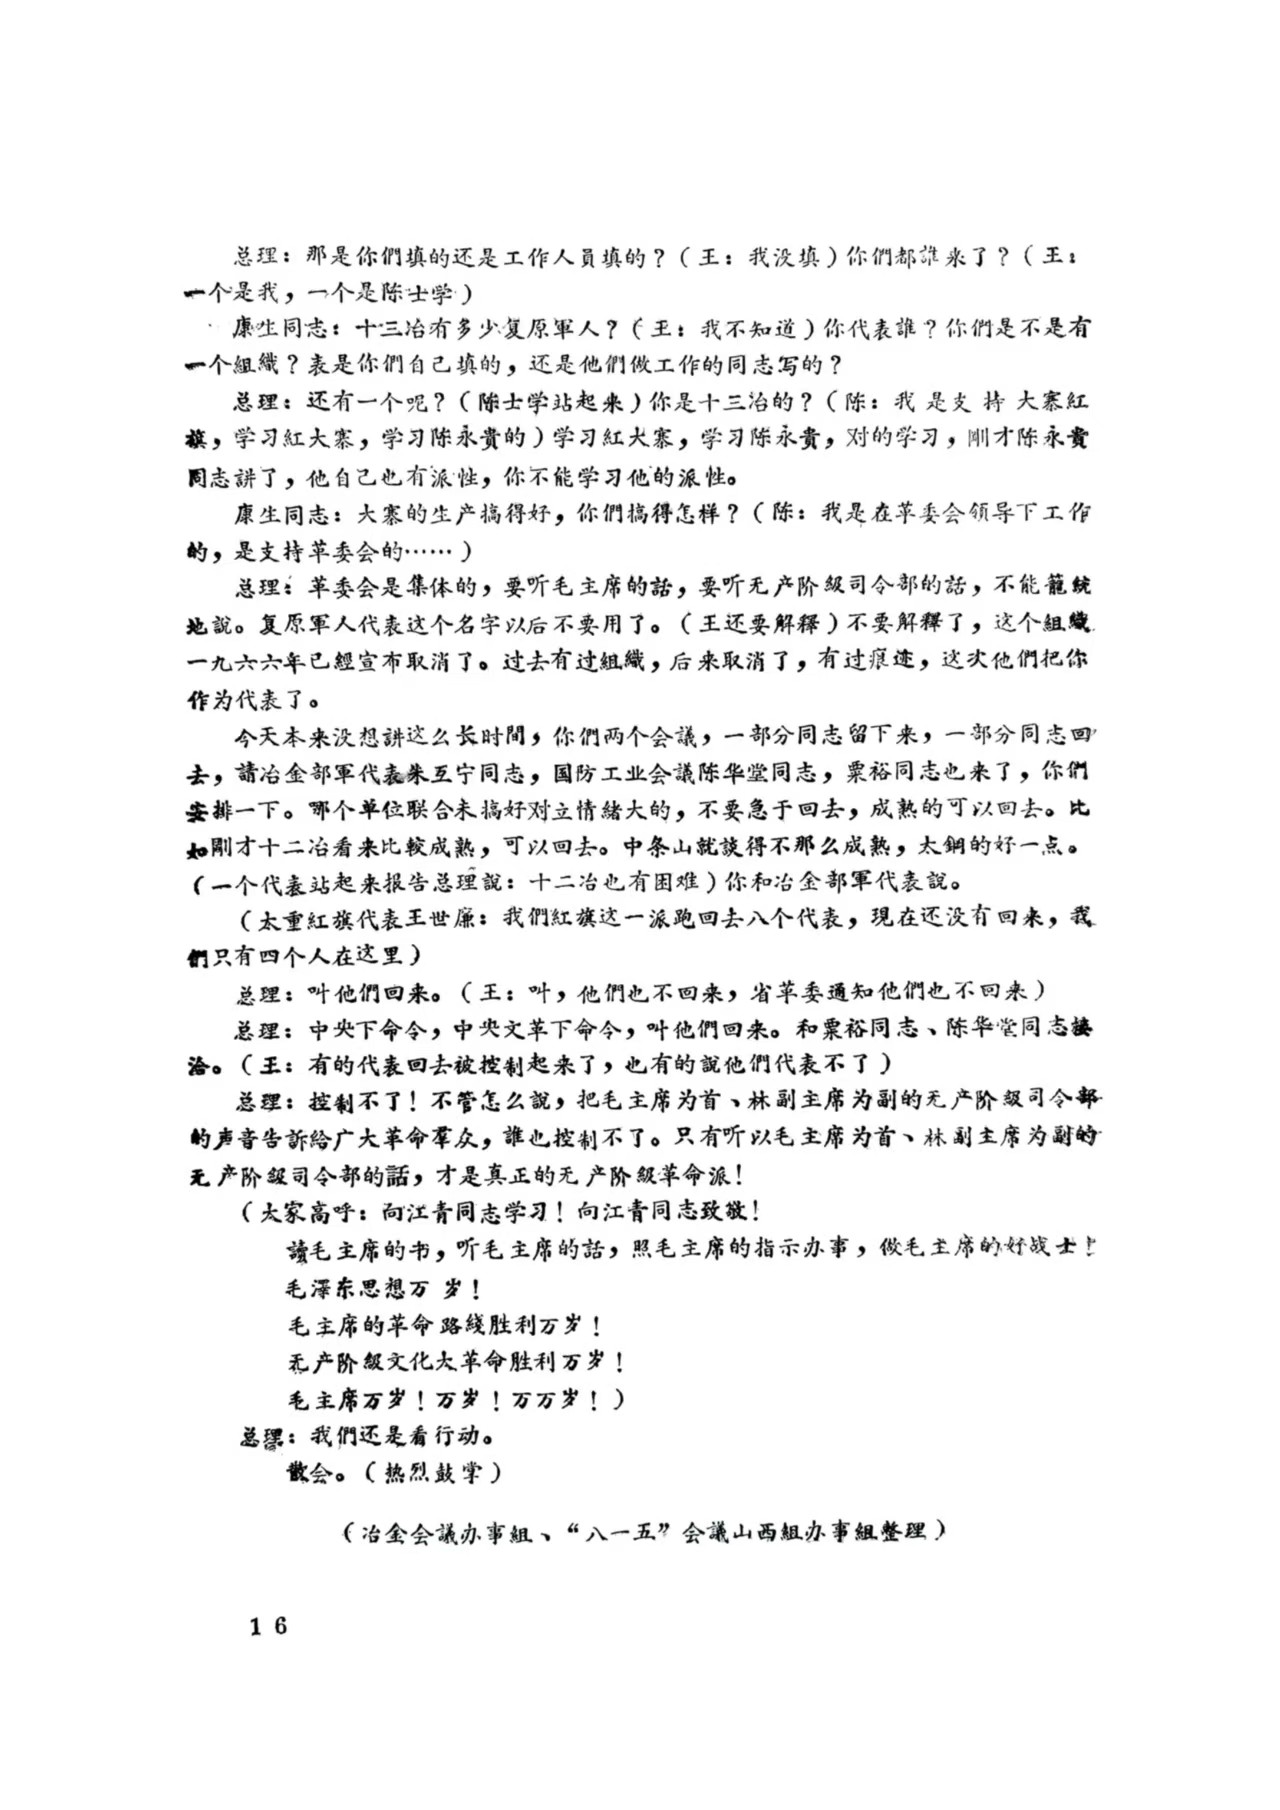 总理：那是你們填的还是工作人員填的？（王：我没填）你們都誰来了？（王：
一个是我，一个是陈士学）
康生同志：十三冶有多少复原軍人？（王：我不知道）你代表誰？你們是不是有
一个組織？表是你們自己填的，还是他們做工作的同志写的？
总理：还有一个呢？（陈士学站起来）你是十三冶的？（陈：我是支持大寨紅
旗，学习紅大寨，学习陈永貴的）学习紅大寨，学习陈永貴，对的学习，剛才陈永貴
同志講了，他自己也有派性，你不能学习他的派性。
康生同志：大寨的生产搞得好，你們搞得怎样？（陈：我是在革委会領导下工作
的，是支持革委会的……）
总理：革委会是集体的，要听毛主席的話，要听无产阶級司令部的話，不能籠統
地說。复原軍人代表这个名字以后不要用了。（王还要解釋）不要解釋了，这个組織
一九六六年已經宣布取消了。过去有过組織，后来取消了，有过痕迹，这次他們把你
作为代表了。
今天本来没想講这么长时間，你們两个会議，一部分同志留下来，一部分同志回
去，請冶金部軍代表朱互宁同志，国防工业会議陈华堂同志，粟裕同志也来了，你們
安排一下。哪个单位联合未搞好对立情緒大的，不要急于回去，成熟的可以回去。比
如剛才十二冶看来比較成熟，可以回去。中条山就談得不那么成熟，太鋼的好一点。
（一个代表站起来报告总理說：十二冶也有困难）你和冶金部軍代表說。
（太重紅旗代表王世廉：我們紅旗这一派跑回去八个代表，現在还没有回来，我
們只有四个人在这里）
总理：叫他們回来。（王：叫，他們也不回来，省革委通知他們也不回来）
总理：中央下命令，中央文革下命令，叫他們回来。和粟裕同志、陈华堂同志接
洽。（王：有的代表回去被控制起来了，也有的說他們代表不了）
总理：控制不了！不管怎么說，把毛主席为首、林副主席为副的无产阶級司令部
的声音告訴給广大革命羣众，誰也控制不了。只有听以毛主席为首、林副主席为副的
无产阶級司令部的話，才是真正的无产阶級革命派！
（大家高呼：向江青同志学习！向江青同志致敬！
讀毛主席的书，听毛主席的話，照毛主席的指示办事，做毛主席的好战士！
毛澤东思想万岁！
毛主席的革命路綫胜利万岁！
无产阶級文化大革命胜利万岁！
毛主席万岁！万岁！万万岁！）
总理：我們还是看行动。
散会。（热烈鼓掌）
（冶金会議办事組、“八一五”会議山西組办事組整理）
16